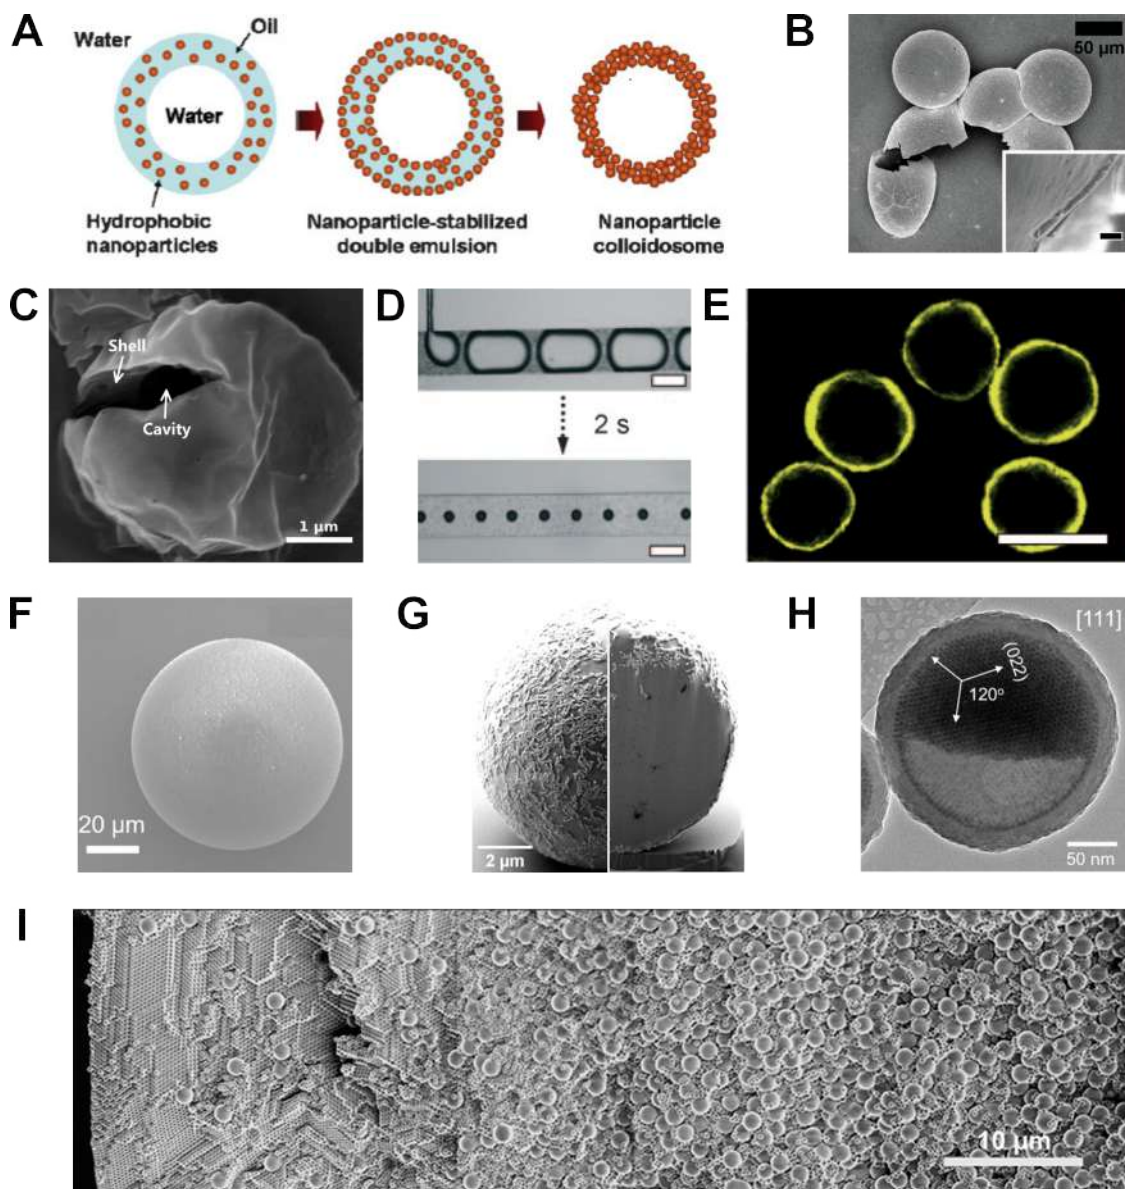 A
Water
Oil
Water
Hydrophobic
nanoparticles
Nanoparticle-stabilized
double emulsion
Nanoparticle
colloidosome
B
50 µm
C
Shell
Cavity
1 µm
D
2 s
E
F
20 µm
G
2 µm
H
[111]
(022)
120°
50 nm
I
10 µm